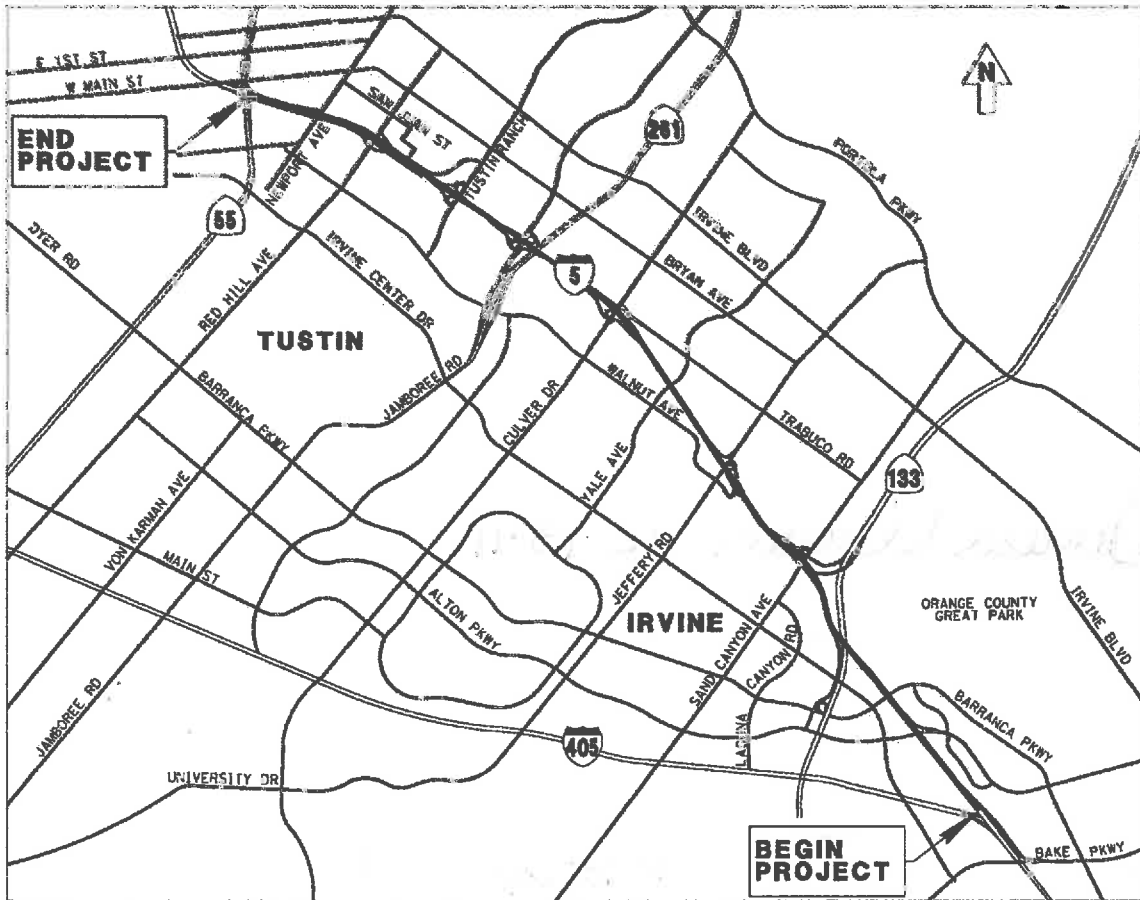 E 1ST ST
W MAIN ST
N
END
PROJECT
SAN JUAN ST
NEWPORT AVE
TUSTIN RANCH
261
PORTOLA PKWY
55
DYER RD
RED HILL AVE
IRVINE CENTER DR
IRVINE BLVD
BRYAN AVE
5
TUSTIN
BARRANCA PKWY
JAMBOREE RD
CULVER DR
WALNUT AVE
TRABUCO RD
YALE AVE
133
VON KARMAN AVE
MAIN ST
ALTON PKWY
JEFFERY RD
IRVINE
SAND CANYON AVE
LAGUNA
CANYON RD
ORANGE COUNTY
GREAT PARK
IRVINE BLVD
BARRANCA PKWY
JAMBOREE RD
405
UNIVERSITY DR
BEGIN
PROJECT
BAKE PKWY